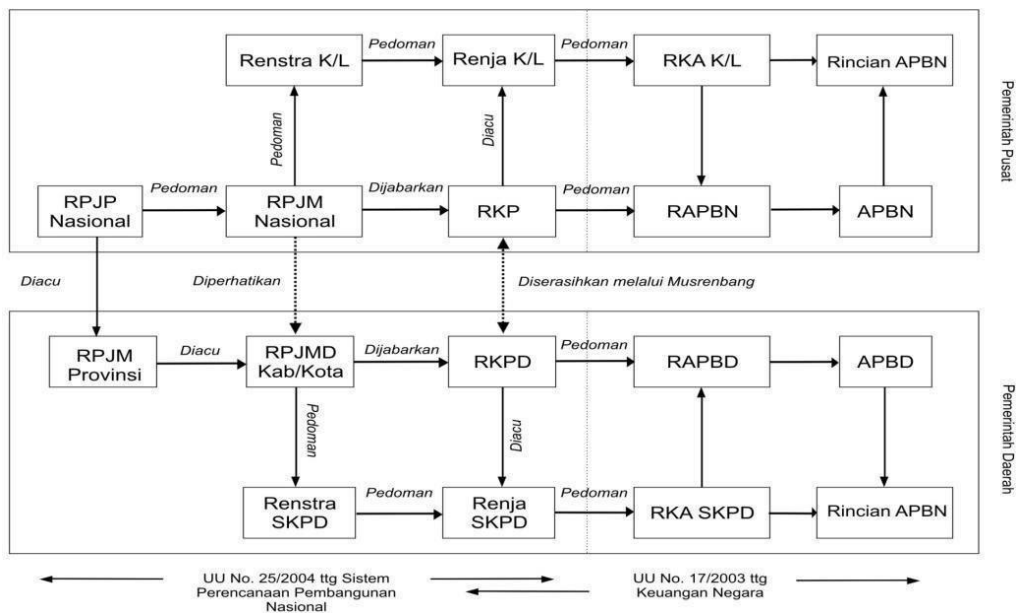 Pedoman
Pedoman
Renstra K/L
Renja K/L
RKA K/L
Rincian APBN
Pedoman
Diacu
Pemerintah Pusat
RPJP
Nasional
Pedoman
RPJM
Nasional
Dijabarkan
RKP
Pedoman
RAPBN
APBN
Diacu
Diperhatikan
Diserasihkan melalui Musrenbang
RPJM
Provinsi
Diacu
RPJMD
Kab/Kota
Dijabarkan
RKPD
Pedoman
RAPBD
APBD
Pedoman
Diacu
Pemerintah Daerah
Renstra
SKPD
Pedoman
Renja
SKPD
Pedoman
RKA SKPD
Rincian APBN
UU No. 25/2004 ttg Sistem
Perencanaan Pembangunan
Nasional
UU No. 17/2003 ttg
Keuangan Negara